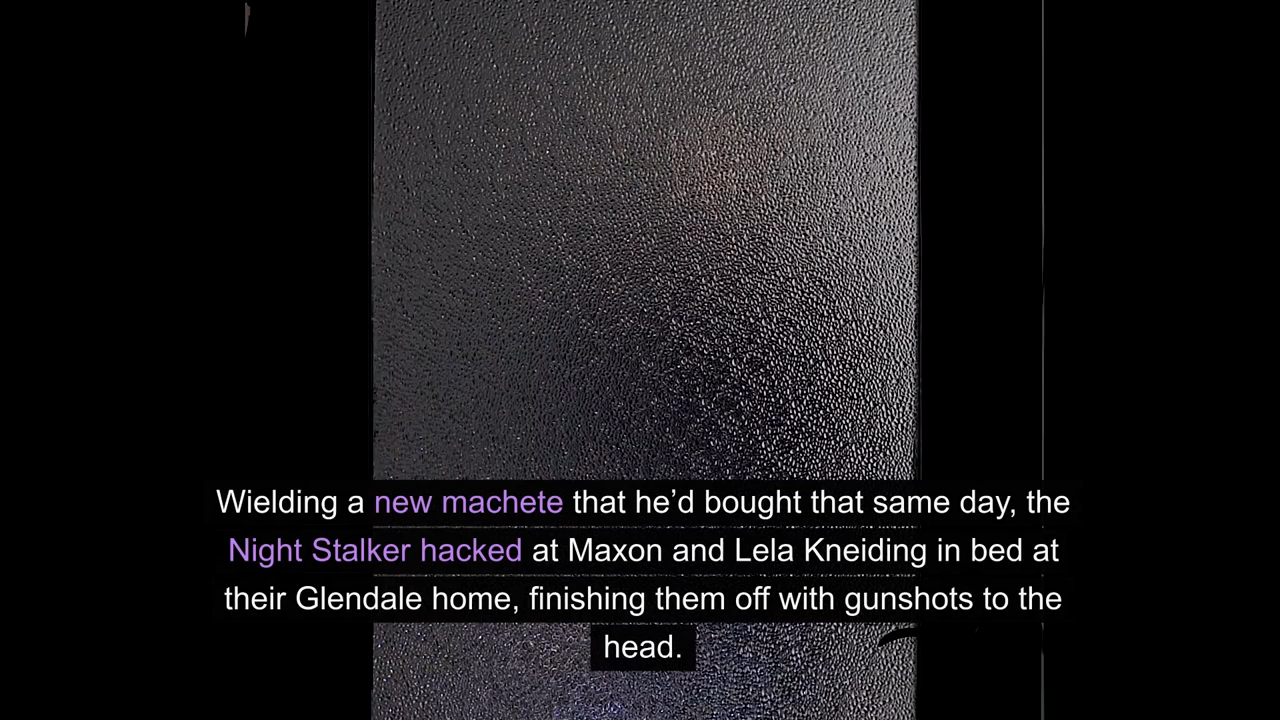 Wielding a new machete that he’d bought that same day, the
Night Stalker hacked at Maxon and Lela Kneiding in bed at
their Glendale home, finishing them off with gunshots to the
head.